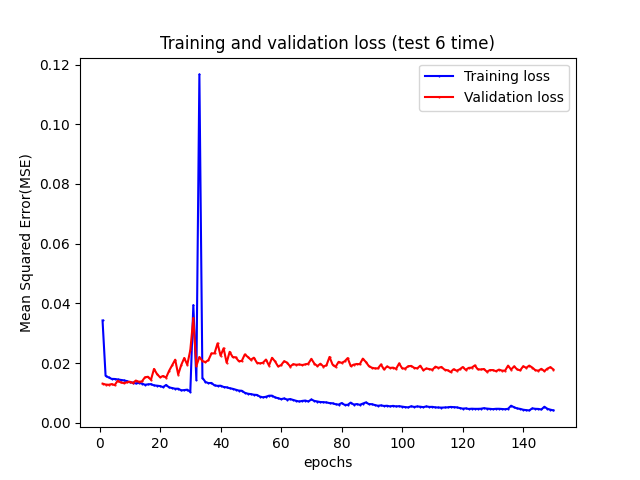 Training and validation loss (test 6 time)
Training loss
Validation loss
Mean Squared Error(MSE)
0.12
0.10
0.08
0.06
0.04
0.02
0.00
0 20 40 60 80 100 120 140
epochs